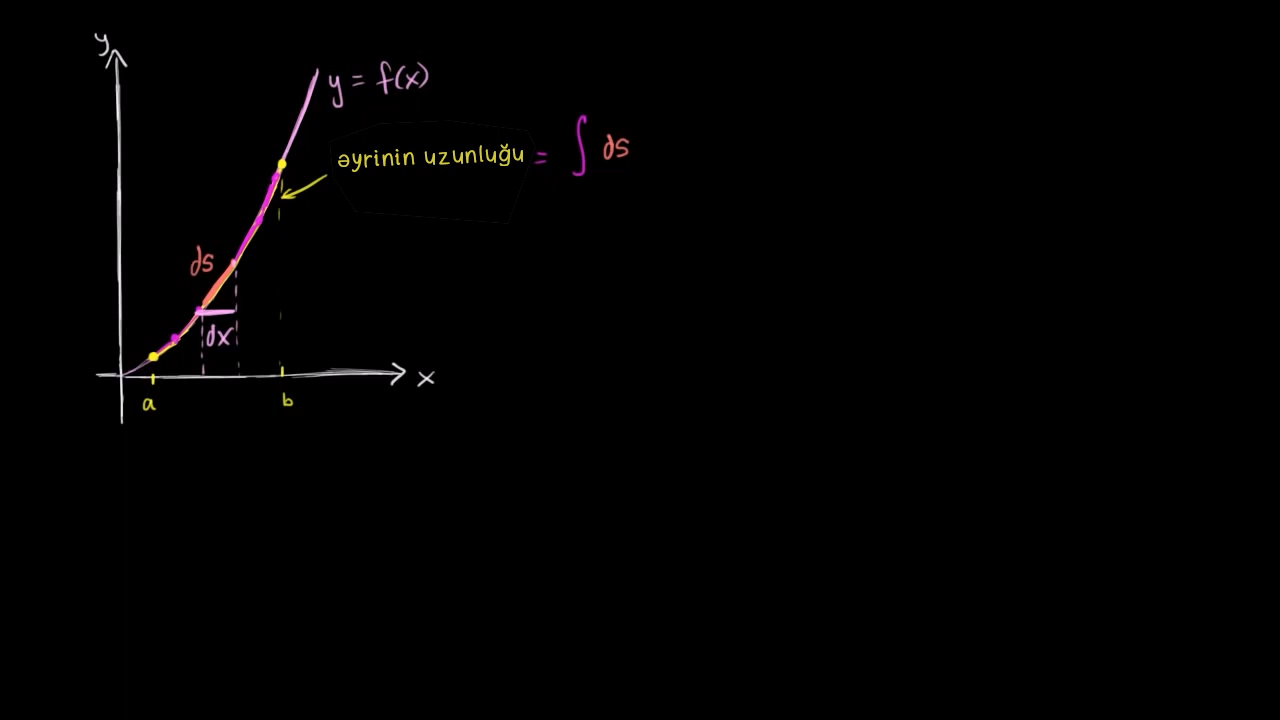 y
y = f(x)
əyrinin uzunluğu = ∫ ds
ds
dx
x
a
b